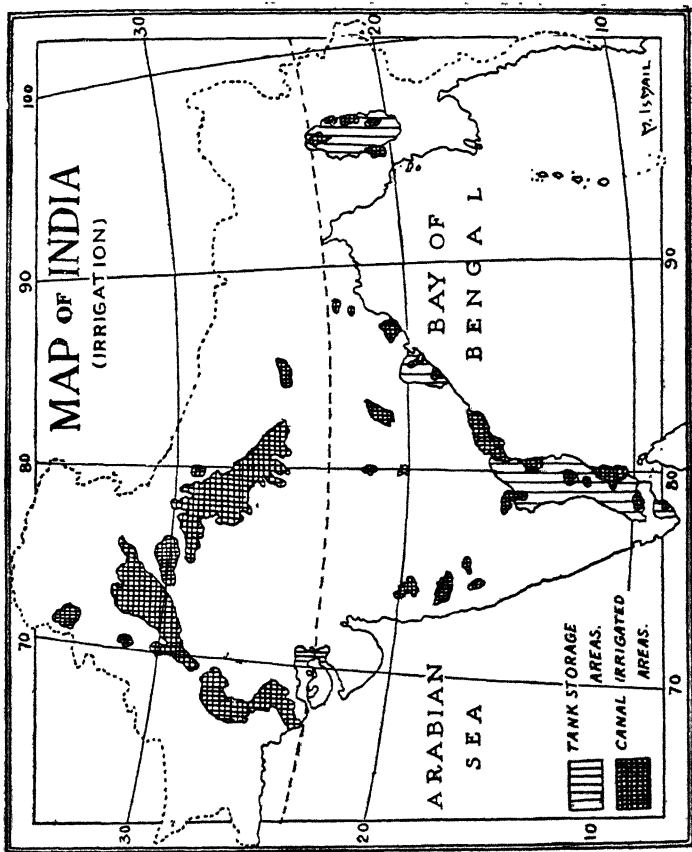 MAP OF INDIA
(IRRIGATION)
30
20
10
100
90
80
70
30
20
10
90
80
70
BAY OF
BENGAL
ARABIAN
SEA
TANK STORAGE
AREAS.
CANAL IRRIGATED
AREAS.
M. ISMAIL